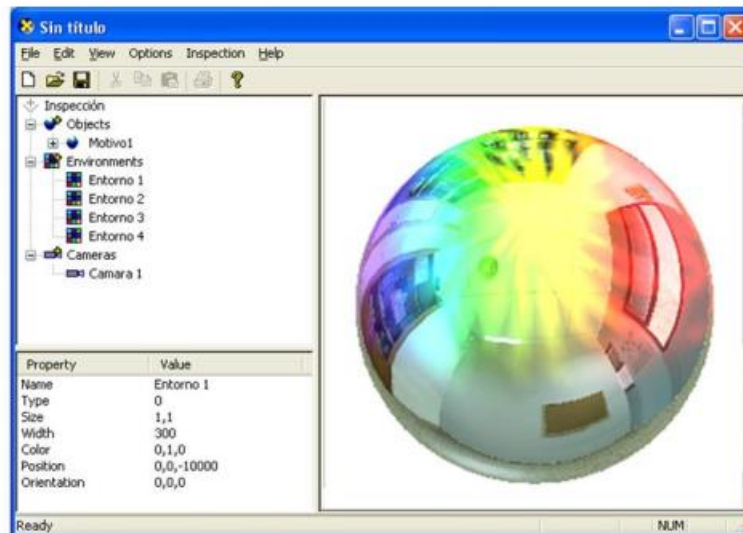 Sin título
File Edit View Options Inspection Help
Inspección
Objects
Motivo1
Environments
Entorno 1
Entorno 2
Entorno 3
Entorno 4
Cameras
Camara 1
Property Value
Name Entorno 1
Type 0
Size 1,1
Width 300
Color 0,1,0
Position 0,0,-10000
Orientation 0,0,0
Ready NUM